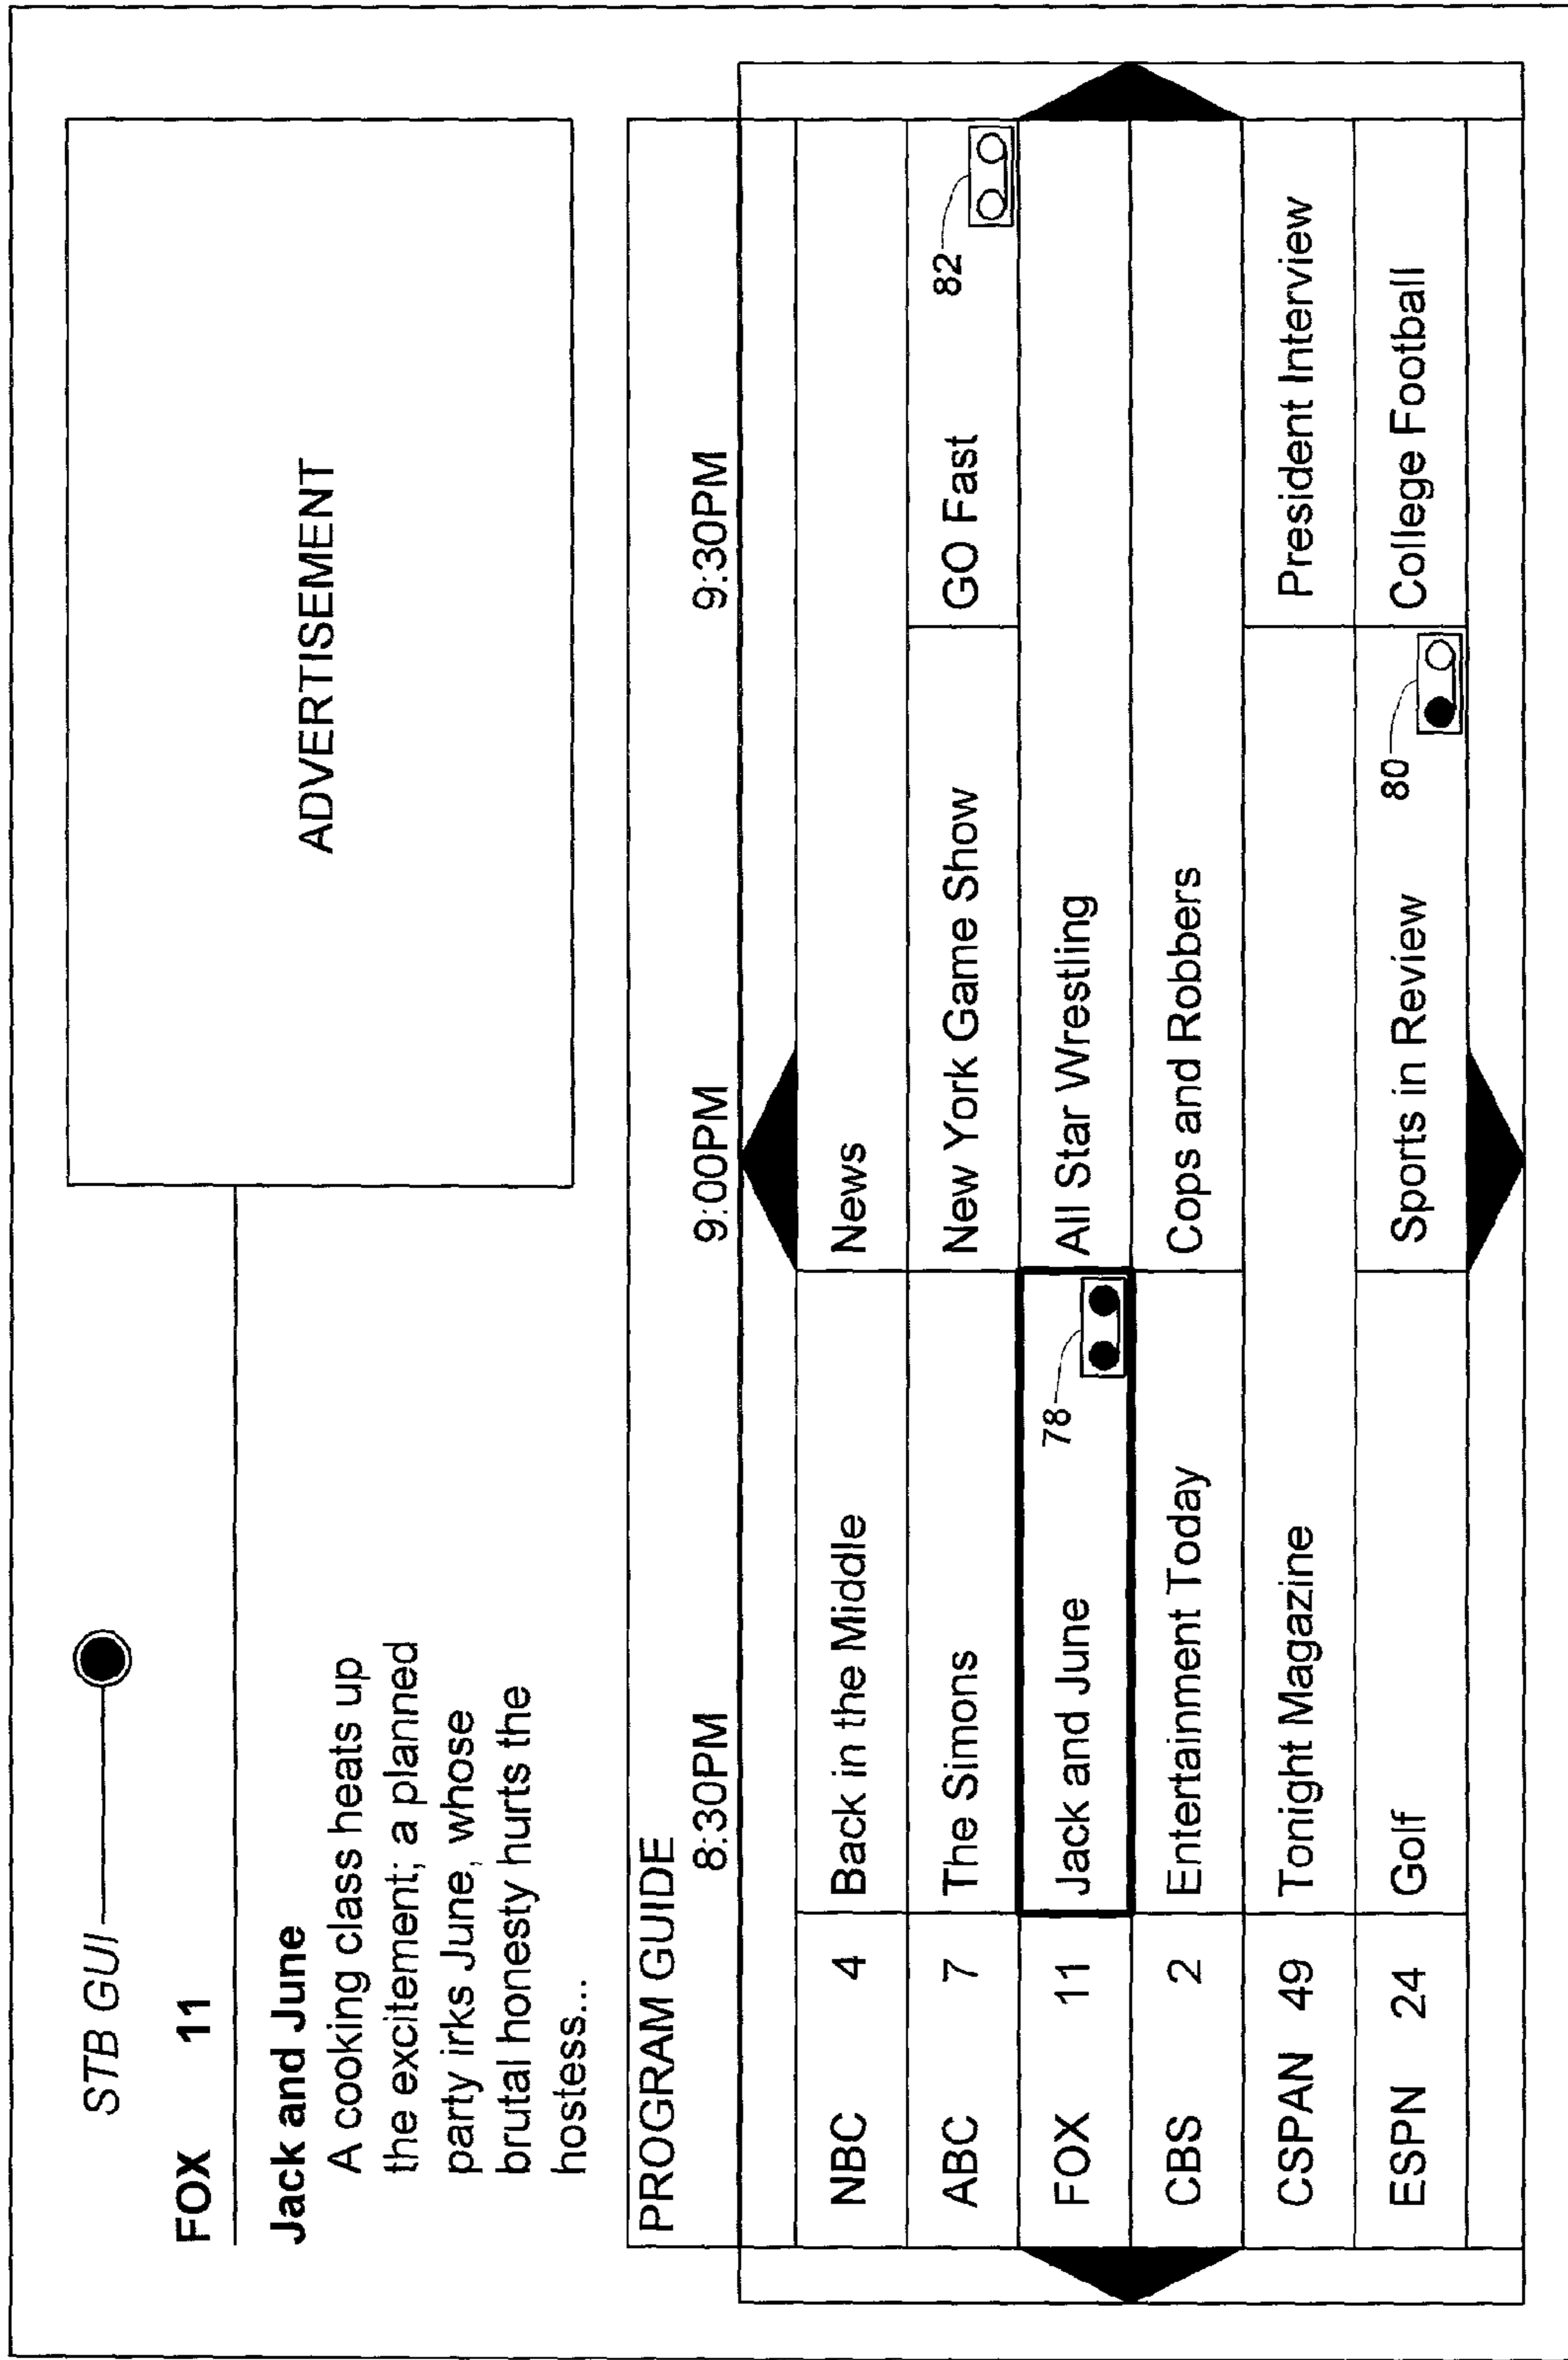 STB GUI
FOX 11
Jack and June
A cooking class heats up
the excitement; a planned
party irks June, whose
brutal honesty hurts the
hostess...
ADVERTISEMENT
PROGRAM GUIDE
8:30PM 9:00PM 9:30PM
NBC 4 Back in the Middle News
ABC 7 The Simons New York Game Show GO Fast 82
FOX 11 Jack and June 78 All Star Wrestling
CBS 2 Entertainment Today Cops and Robbers
CSPAN 49 Tonight Magazine President Interview
ESPN 24 Golf Sports in Review 80 College Football